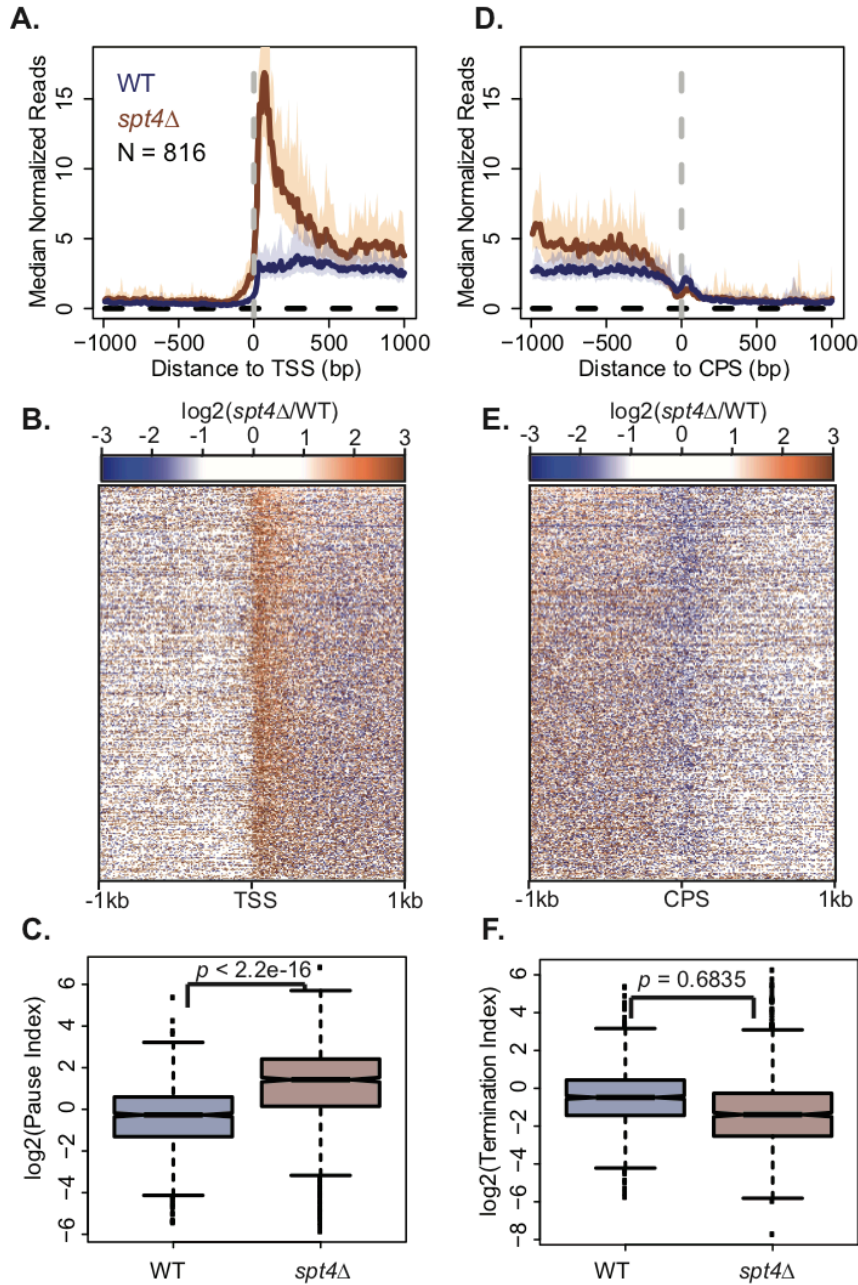 A.
Median Normalized Reads
15
10
5
0
WT
spt4Δ
N = 816
−1000 −500 0 500 1000
Distance to TSS (bp)
D.
Median Normalized Reads
15
10
5
0
−1000 −500 0 500 1000
Distance to CPS (bp)
B.
log2(spt4Δ/WT)
-3 -2 -1 0 1 2 3
-1kb TSS 1kb
E.
log2(spt4Δ/WT)
-3 -2 -1 0 1 2 3
-1kb CPS 1kb
C.
log2(Pause Index)
6
4
2
0
−2
−4
−6
p < 2.2e-16
WT spt4Δ
F.
log2(Termination Index)
6
4
2
0
−2
−4
−6
−8
p = 0.6835
WT spt4Δ